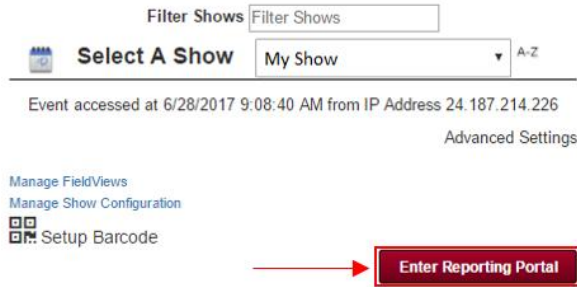 Filter Shows Filter Shows
Select A Show My Show A-Z
Event accessed at 6/28/2017 9:08:40 AM from IP Address 24.187.214.226
Advanced Settings
Manage FieldViews
Manage Show Configuration
Setup Barcode
Enter Reporting Portal